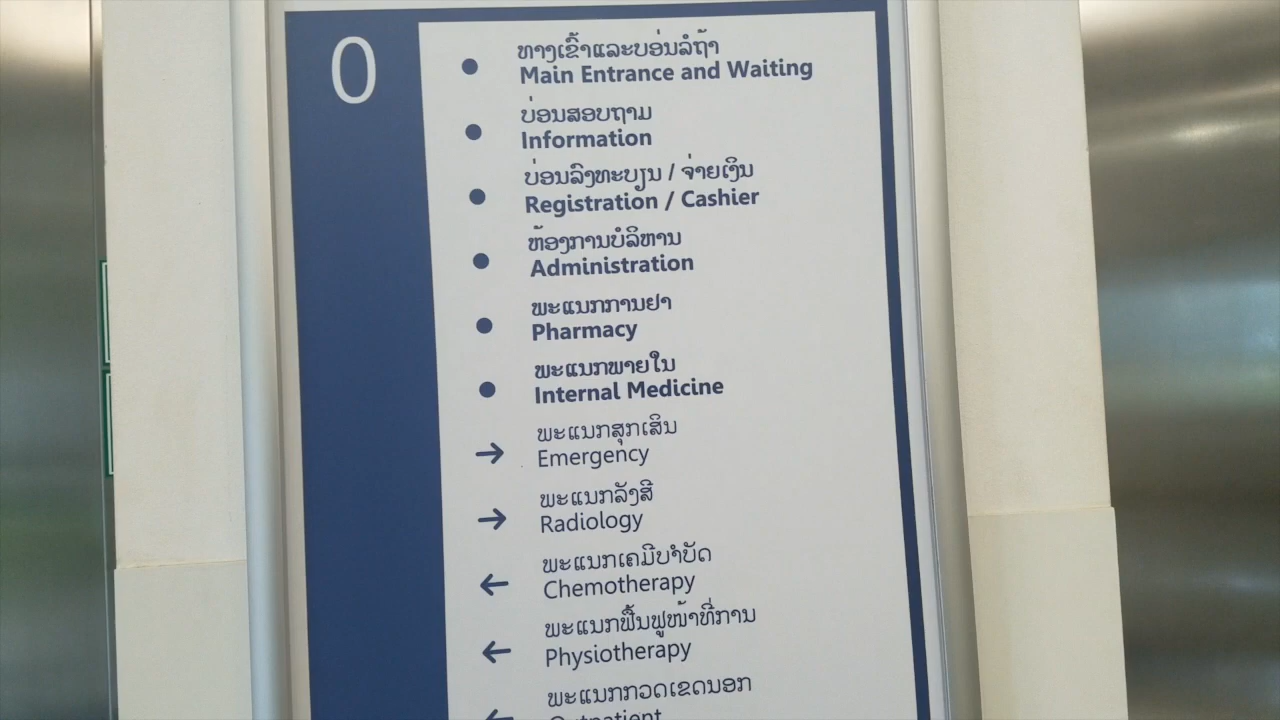 0
ທາງເຂົ້າແລະບອ່ນລໍຖ້າ
Main Entrance and Waiting
ບ່ອນສອບຖາມ
Information
ບ່ອນລົງທະບຽນ / ຈ່າຍເງິນ
Registration / Cashier
ຫ້ອງການບໍລິຫານ
Administration
ພະແນກການຢາ
Pharmacy
ພະແນກພາຍໃນ
Internal Medicine
ພະແນກສຸກເສີນ
Emergency
ພະແນກລັງສີ
Radiology
ພະແນກເຄມີບຳບັດ
Chemotherapy
ພະແນກຟື້ນຟູໜ້າທີ່ການ
Physiotherapy
ພະແນກກວດເຂດນອກ
Outpatient